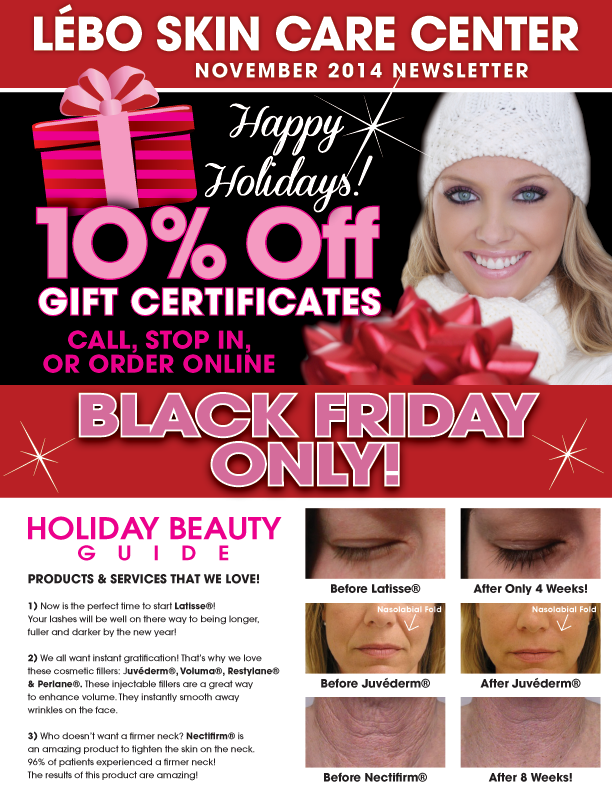 LÉBO SKIN CARE CENTER
NOVEMBER 2014 NEWSLETTER
Happy
Holidays!
10% Off
GIFT CERTIFICATES
CALL, STOP IN,
OR ORDER ONLINE
BLACK FRIDAY
ONLY!
HOLIDAY BEAUTY
GUIDE
PRODUCTS & SERVICES THAT WE LOVE!
1) Now is the perfect time to start Latisse®!
Your lashes will be well on there way to being longer,
fuller and darker by the new year!
2) We all want instant gratification! That's why we love
these cosmetic fillers: Juvéderm®, Voluma®, Restylane®
& Perlane®. These injectable fillers are a great way
to enhance volume. They instantly smooth away
wrinkles on the face.
3) Who doesn't want a firmer neck? Nectifirm® is
an amazing product to tighten the skin on the neck.
96% of patients experienced a firmer neck!
The results of this product are amazing!
Before Latisse®
After Only 4 Weeks!
Nasolabial Fold
Nasolabial Fold
Before Juvéderm®
After Juvéderm®
Before Nectifirm®
After 8 Weeks!